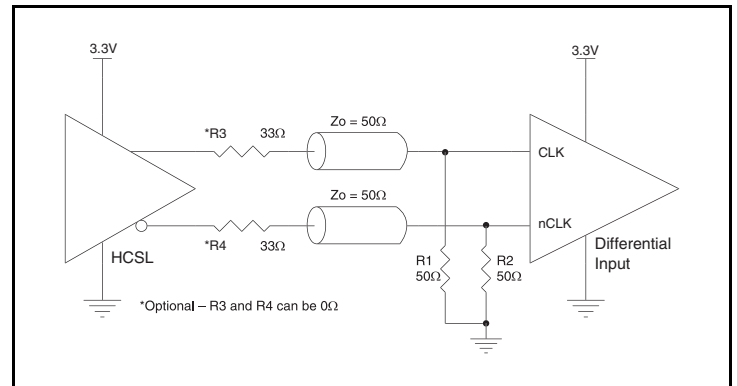 3.3V
3.3V
*R3
33Ω
Zo = 50Ω
CLK
Zo = 50Ω
nCLK
*R4
33Ω
HCSL
R1
50Ω
R2
50Ω
Differential
Input
*Optional – R3 and R4 can be 0Ω